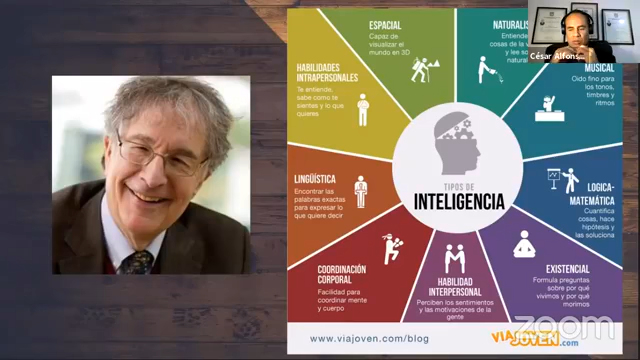 ESPACIAL
Capaz de
visualizar el
mundo en 3D
NATURALIS
Entiende
cosas de la v
y lee so
natural
César Alfons
HABILIDADES
INTRAPERSONALES
Te entiende,
sabe como te
sientes y lo que
quieres
MUSICAL
Oído fino para
los tonos,
timbres y
ritmos
TIPOS DE
INTELIGENCIA
LINGÜÍSTICA
Encontrar las
palabras exactas
para expresar lo
que quiere decir
LOGICA-
MATEMÁTICA
Cuantifica
cosas, hace
hipótesis y
las soluciona
COORDINACIÓN
CORPORAL
Facilidad para
coordinar mente
y cuerpo
HABILIDAD
INTERPERSONAL
Perciben los sentimientos
y las motivaciones de la
gente
EXISTENCIAL
Formula preguntas
sobre por qué
vivimos y por qué
morimos
www.viajoven.com/blog
VIAJOVEN.com
zoom